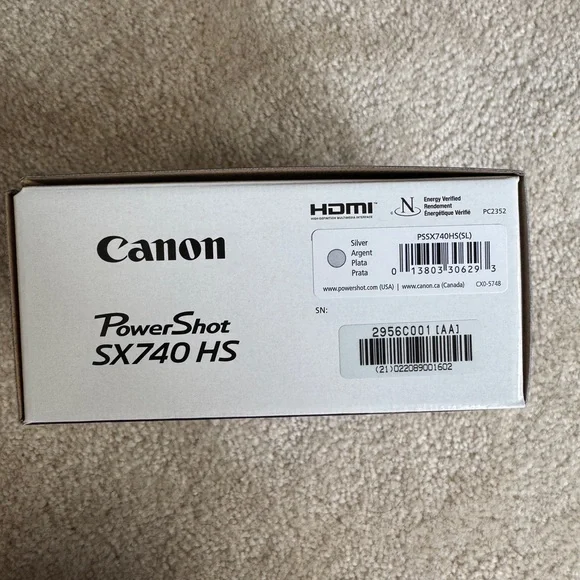 Canon
PowerShot
SX740 HS
HDMI
HIGH-DEFINITION MULTIMEDIA INTERFACE
N
Energy Verified
Rendement
Énergétique Vérifié
PC2352
Silver
Argent
Plata
Prata
PSSX740HS(SL)
0 13803 30629 3
www.powershot.com (USA) | www.canon.ca (Canada) CX0-5748
SN:
2956C001 [AA]
(21)022089001602